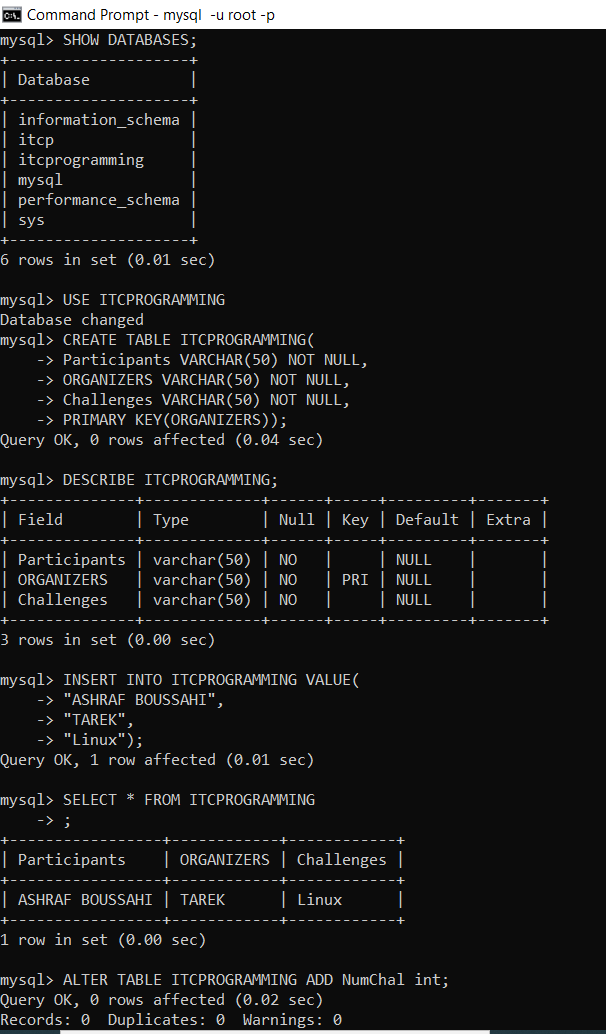 Command Prompt - mysql  -u root -p
mysql> SHOW DATABASES;
+--------------------+
| Database           |
+--------------------+
| information_schema |
| itcp               |
| itcprogramming     |
| mysql              |
| performance_schema |
| sys                |
+--------------------+
6 rows in set (0.01 sec)

mysql> USE ITCPROGRAMMING
Database changed
mysql> CREATE TABLE ITCPROGRAMMING(
    -> Participants VARCHAR(50) NOT NULL,
    -> ORGANIZERS VARCHAR(50) NOT NULL,
    -> Challenges VARCHAR(50) NOT NULL,
    -> PRIMARY KEY(ORGANIZERS));
Query OK, 0 rows affected (0.04 sec)

mysql> DESCRIBE ITCPROGRAMMING;
+--------------+-------------+------+-----+---------+-------+
| Field        | Type        | Null | Key | Default | Extra |
+--------------+-------------+------+-----+---------+-------+
| Participants | varchar(50) | NO   |     | NULL    |       |
| ORGANIZERS   | varchar(50) | NO   | PRI | NULL    |       |
| Challenges   | varchar(50) | NO   |     | NULL    |       |
+--------------+-------------+------+-----+---------+-------+
3 rows in set (0.00 sec)

mysql> INSERT INTO ITCPROGRAMMING VALUE(
    -> "ASHRAF BOUSSAHI",
    -> "TAREK",
    -> "Linux");
Query OK, 1 row affected (0.01 sec)

mysql> SELECT * FROM ITCPROGRAMMING
    -> ;
+-----------------+------------+------------+
| Participants    | ORGANIZERS | Challenges |
+-----------------+------------+------------+
| ASHRAF BOUSSAHI | TAREK      | Linux      |
+-----------------+------------+------------+
1 row in set (0.00 sec)

mysql> ALTER TABLE ITCPROGRAMMING ADD NumChal int;
Query OK, 0 rows affected (0.02 sec)
Records: 0  Duplicates: 0  Warnings: 0